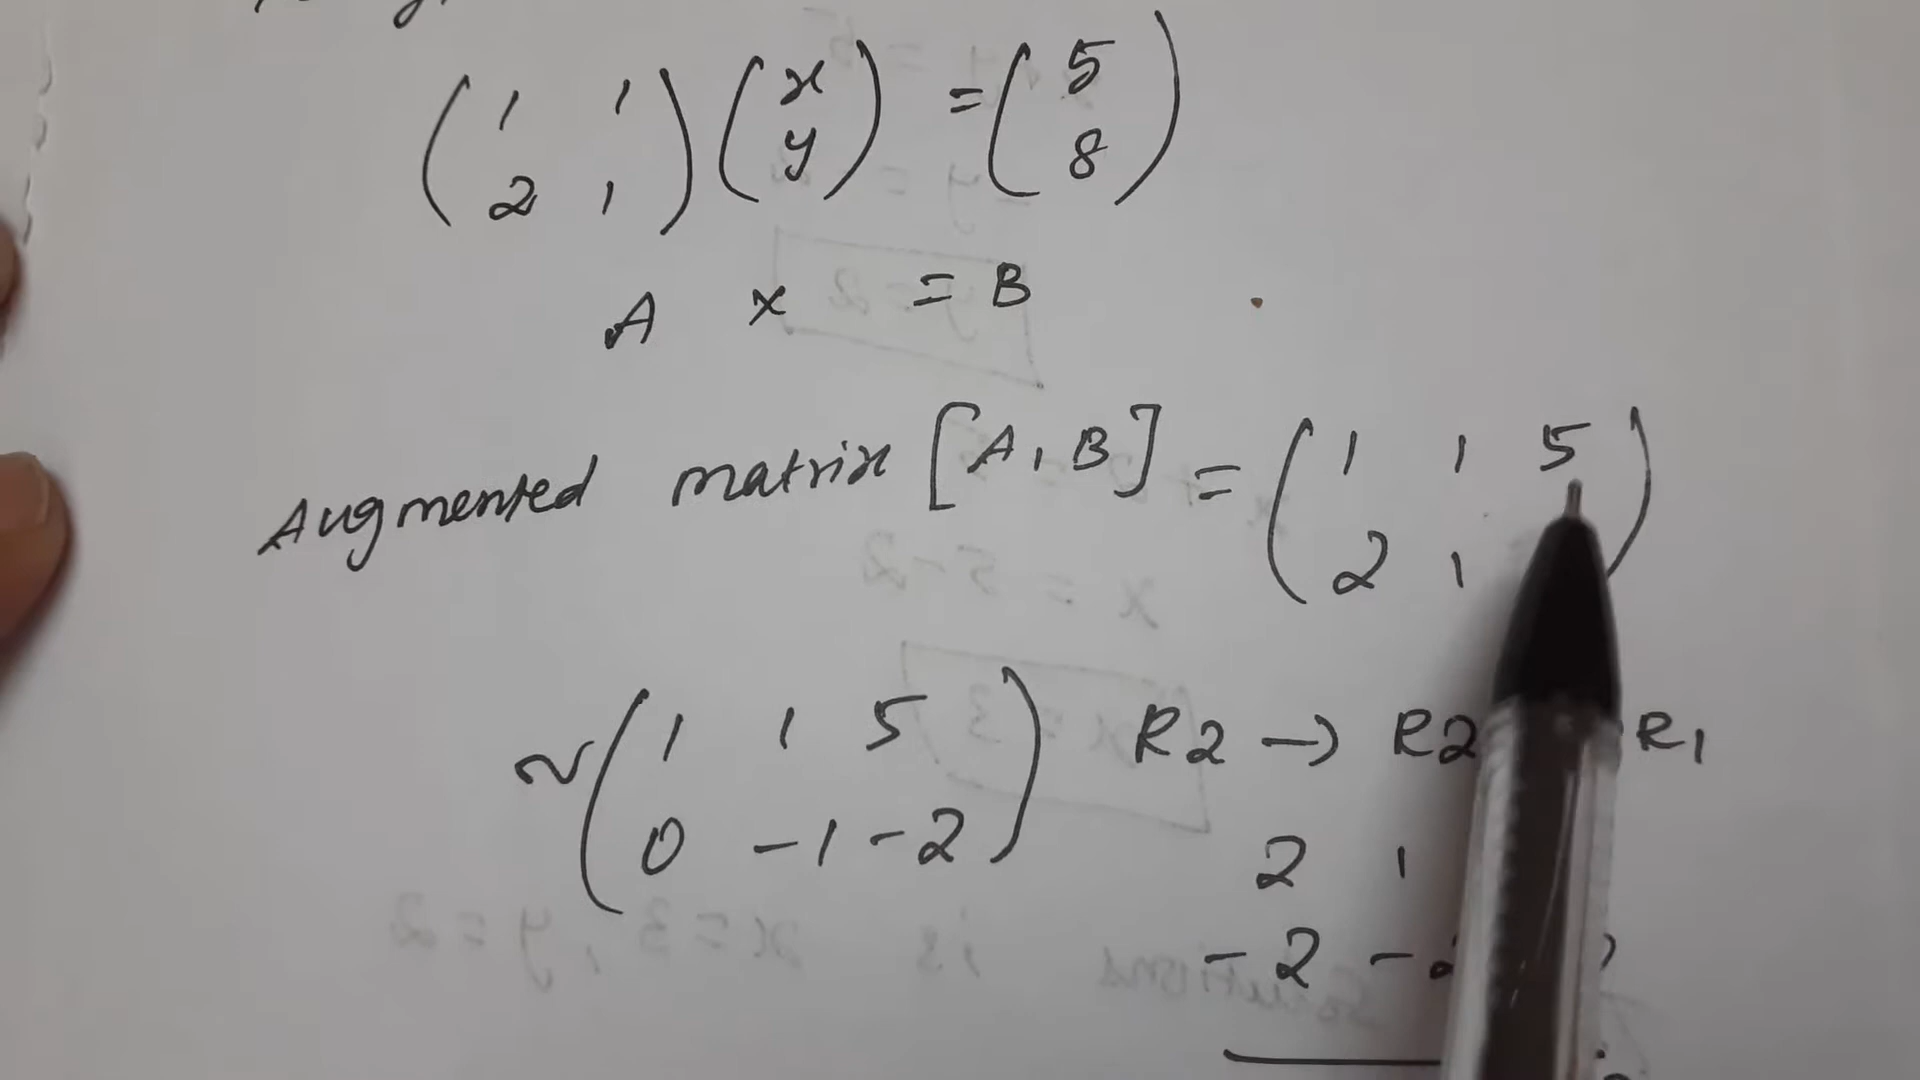 ( 1 1 ) ( x ) = ( 5 )
( 2 1 ) ( y ) ( 8 )
A x = B
Augmented matrix [A, B] = ( 1 1 5 )
( 2 1 )
~ ( 1 1 5 ) R2 → R2 R1
( 0 -1 -2 )
2 1
-2 -2